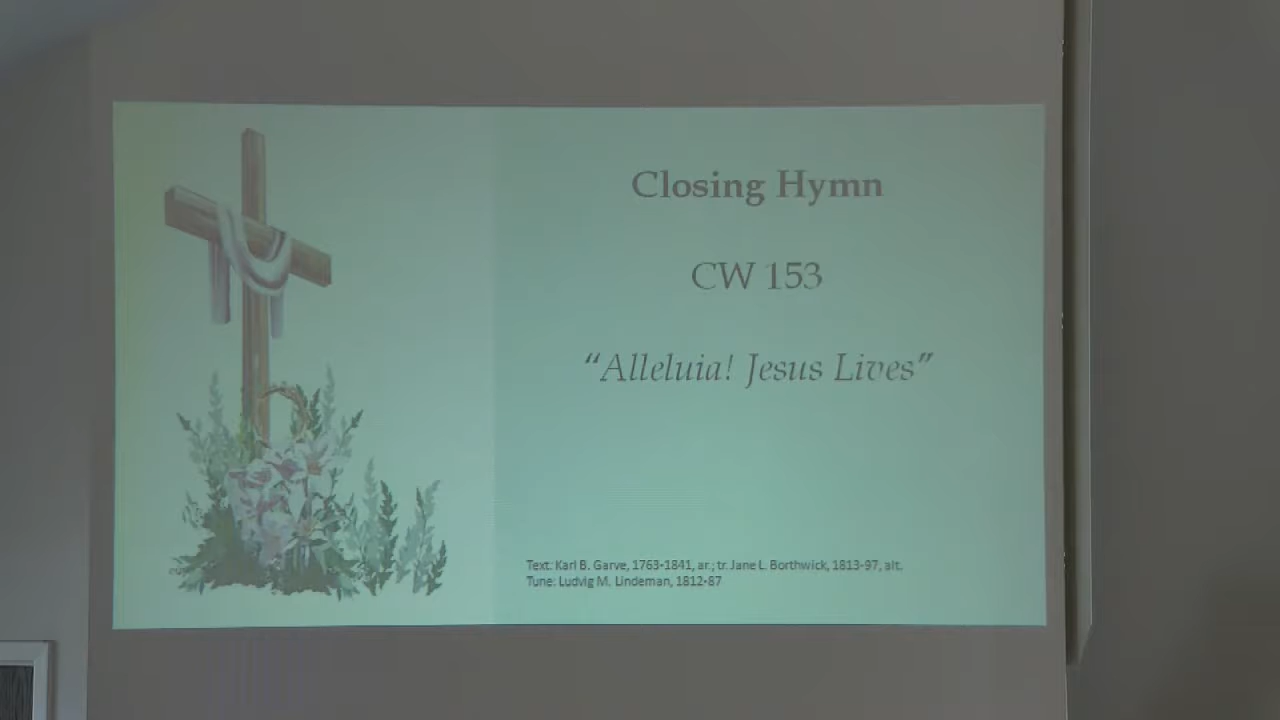 Closing Hymn
CW 153
“Alleluia! Jesus Lives”
Text: Karl B. Garve, 1763-1841, ar.; tr. Jane L. Borthwick, 1813-97, alt.
Tune: Ludvig M. Lindeman, 1812-87